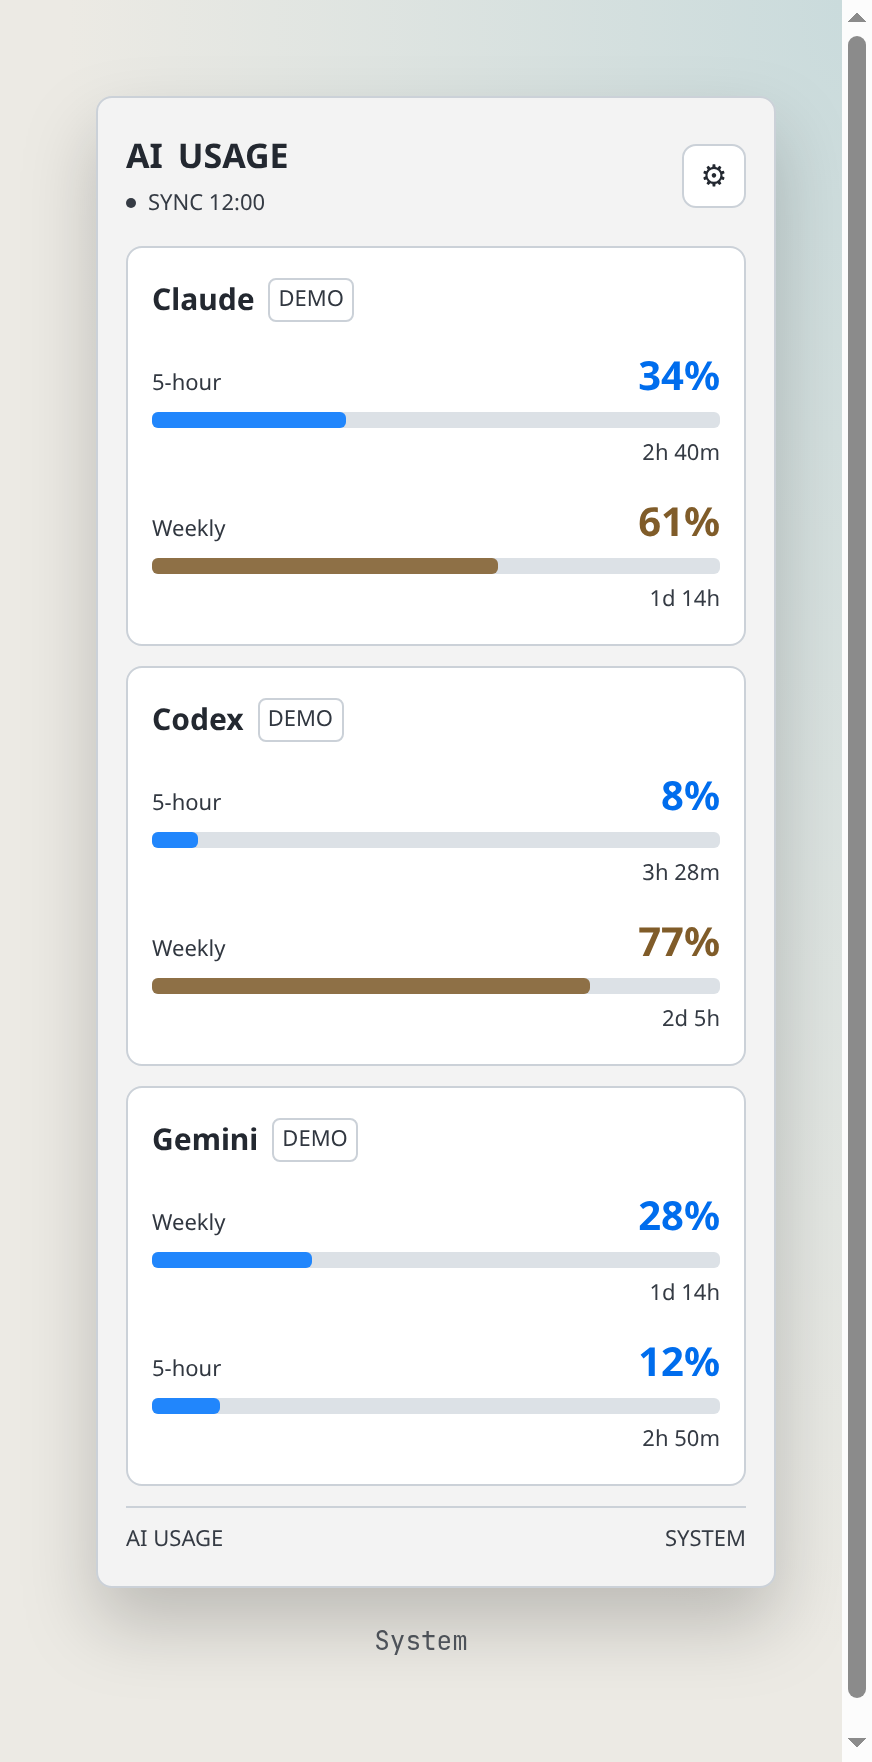 AI USAGE
SYNC 12:00
Claude DEMO
5-hour 34%
2h 40m
Weekly 61%
1d 14h
Codex DEMO
5-hour 8%
3h 28m
Weekly 77%
2d 5h
Gemini DEMO
Weekly 28%
1d 14h
5-hour 12%
2h 50m
AI USAGE SYSTEM
System